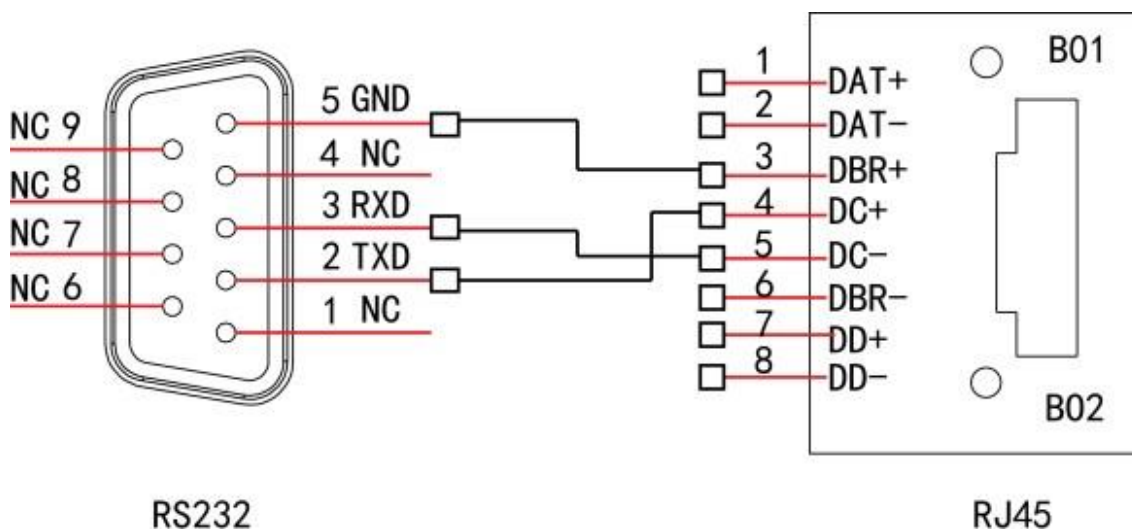 NC 9
NC 8
NC 7
NC 6
5 GND
4 NC
3 RXD
2 TXD
1 NC
1 DAT+
2 DAT-
3 DBR+
4 DC+
5 DC-
6 DBR-
7 DD+
8 DD-
B01
B02
RS232
RJ45